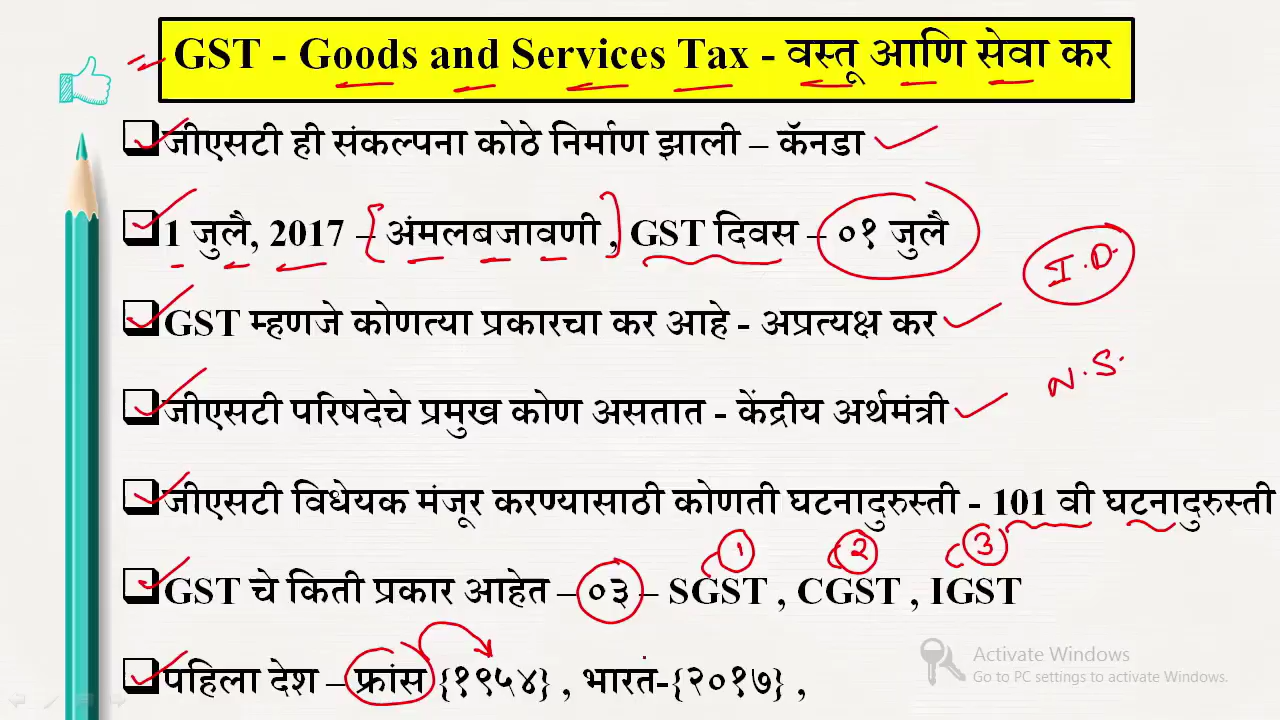 GST - Goods and Services Tax - वस्तू आणि सेवा कर
जीएसटी ही संकल्पना कोठे निर्माण झाली – कॅनडा
1 जुलै, 2017 – [अंमलबजावणी], GST दिवस – ०१ जुलै
I.D.
GST म्हणजे कोणत्या प्रकारचा कर आहे - अप्रत्यक्ष कर
N.S.
जीएसटी परिषदेचे प्रमुख कोण असतात - केंद्रीय अर्थमंत्री
जीएसटी विधेयक मंजूर करण्यासाठी कोणती घटनादुरुस्ती - 101 वी घटनादुरुस्ती
1 2 3
GST चे किती प्रकार आहेत – ०३ – SGST , CGST , IGST
पहिला देश – फ्रांस {१९५४} , भारत-{२०१७} ,
Activate Windows
Go to PC settings to activate Windows.